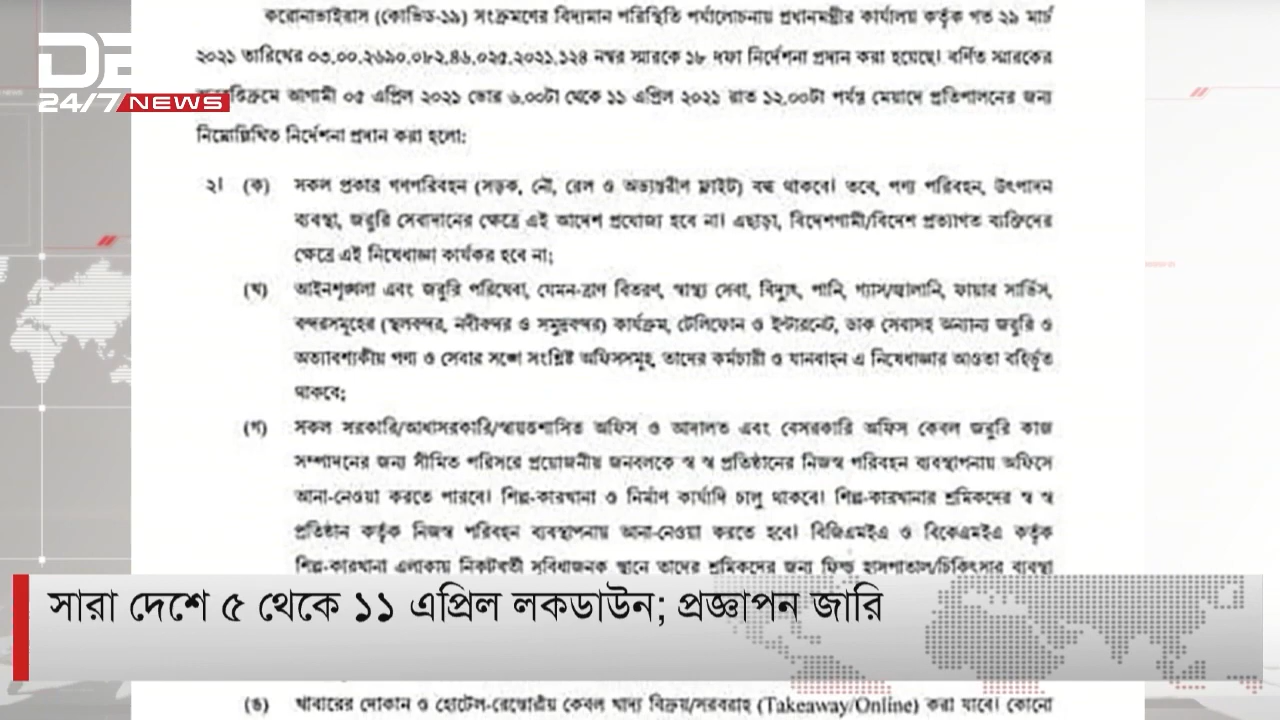 করোনাভাইরাস ((কোভিড-১৯) সংক্রমণের বিদ্যমান পরিস্থিতি পর্যালোচনায় প্রধানমন্ত্রীর কার্যালয় কর্তৃক গত ২৯ মার্চ
২০২১ তারিখের ০৩.০০.২৬৯০.০৮২.৪৬.০২৫.২০২১.১২৪ নম্বর স্মারকে ১৮ দফা নির্দেশনা প্রদান করা হয়েছে। বর্ণিত স্মারকের
আগামী ০৫ এপ্রিল ২০২১ ভোর ৬.০০টা থেকে ১১ এপ্রিল ২০২১ রাত ১২.০০টা পর্যন্ত মেয়াদে প্রতিপালনের জন্য
নিম্নোল্লিখিত নির্দেশনা প্রদান করা হলো:
২। (ক) সকল প্রকার গণপরিবহন (সড়ক, নৌ, রেল ও অভ্যন্তরীণ ফ্লাইট) বন্ধ থাকবে। তবে, পণ্য পরিবহন, উৎপাদন
ব্যবস্থা, জরুরি সেবাদানের ক্ষেত্রে এই আদেশ প্রযোজ্য হবে না। এছাড়া, বিদেশগামী/বিদেশ প্রত্যাগত ব্যক্তিদের
ক্ষেত্রে এই নিষেধাজ্ঞা কার্যকর হবে না;
(খ) আইনশৃঙ্খলা এবং জরুরি পরিষেবা, যেমন-ত্রাণ বিতরণ, স্বাস্থ্য সেবা, বিদ্যুৎ, পানি, গ্যাস/জ্বালানি, ফায়ার সার্ভিস,
বন্দরসমূহের (স্থলবন্দর, নদীবন্দর ও সমুদ্রবন্দর) কার্যক্রম, টেলিফোন ও ইন্টারনেট, ডাক সেবাসহ অন্যান্য জরুরি ও
অত্যাবশ্যকীয় পণ্য ও সেবার সঙ্গে সংশ্লিষ্ট অফিসসমূহ, তাদের কর্মচারী ও যানবাহন এ নিষেধাজ্ঞার আওতা বহির্ভূত
থাকবে;
(গ) সকল সরকারি/আধাসরকারি/স্বায়ত্তশাসিত অফিস ও আদালত এবং বেসরকারি অফিস কেবল জরুরি কাজ
সম্পাদনের জন্য সীমিত পরিসরে প্রয়োজনীয় জনবলকে স্ব স্ব প্রতিষ্ঠানের নিজস্ব পরিবহন ব্যবস্থাপনায় অফিসে
আনা-নেওয়া করতে পারবে। শিল্প-কারখানা ও নির্মাণ কার্যাদি চালু থাকবে। শিল্প-কারখানার শ্রমিকদের স্ব স্ব
প্রতিষ্ঠান কর্তৃক নিজস্ব পরিবহন ব্যবস্থাপনায় আনা-নেওয়া করতে হবে। বিজিএমইএ ও বিকেএমইএ কর্তৃক
শিল্প-কারখানা এলাকায় নিকটবর্তী সুবিধাজনক স্থানে তাদের শ্রমিকদের জন্য ফিল্ড হাসপাতাল/চিকিৎসার ব্যবস্থা
(ঙ) খাবারের দোকান ও হোটেল-রেস্তোরাঁয় কেবল খাদ্য বিক্রয়/সরবরাহ (Takeaway/Online) করা যাবে। কোনো
24/7 NEWS
সারা দেশে ৫ থেকে ১১ এপ্রিল লকডাউন; প্রজ্ঞাপন জারি